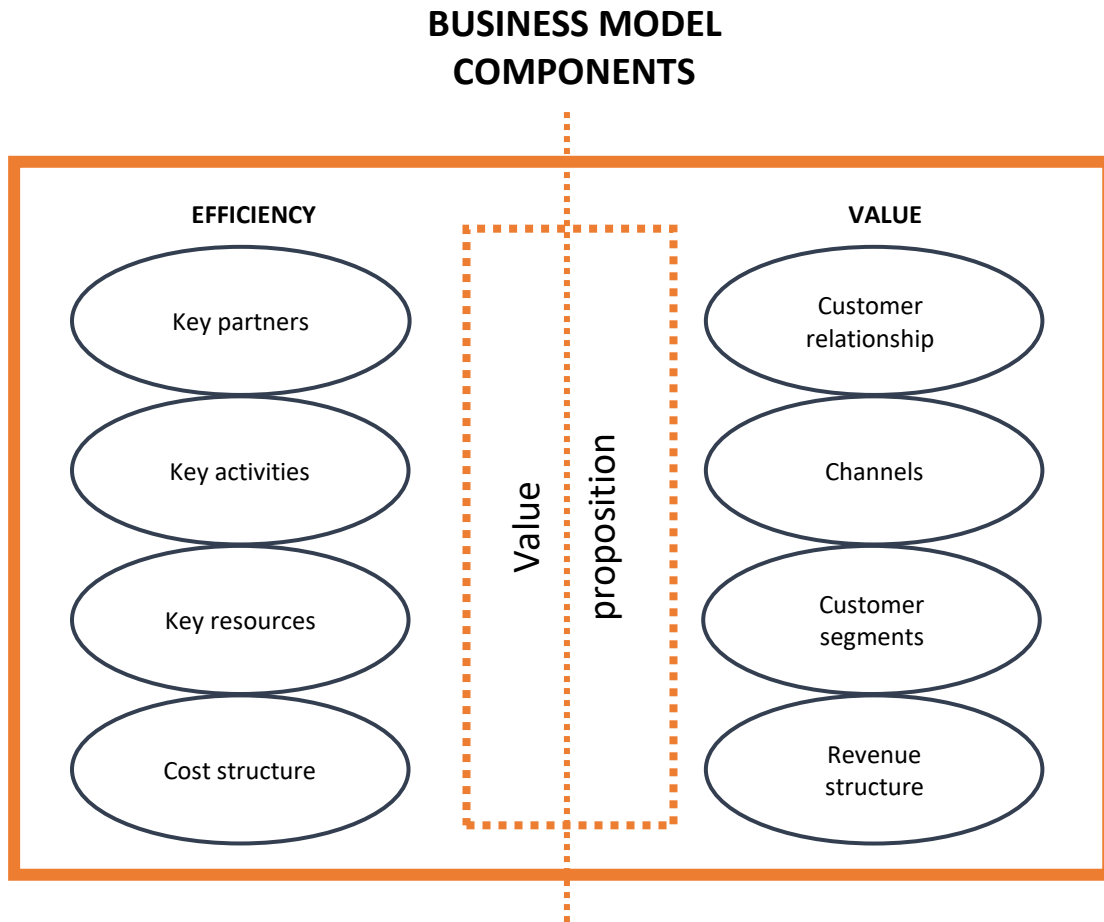 BUSINESS MODEL
COMPONENTS
EFFICIENCY
Key partners
Key activities
Key resources
Cost structure
Value
proposition
VALUE
Customer
relationship
Channels
Customer
segments
Revenue
structure